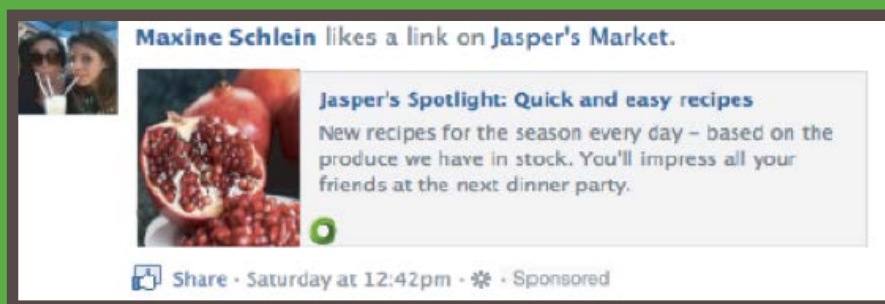 Maxine Schlein likes a link on Jasper's Market.
Jasper's Spotlight: Quick and easy recipes
New recipes for the season every day – based on the
produce we have in stock. You'll impress all your
friends at the next dinner party.
Share · Saturday at 12:42pm · · Sponsored